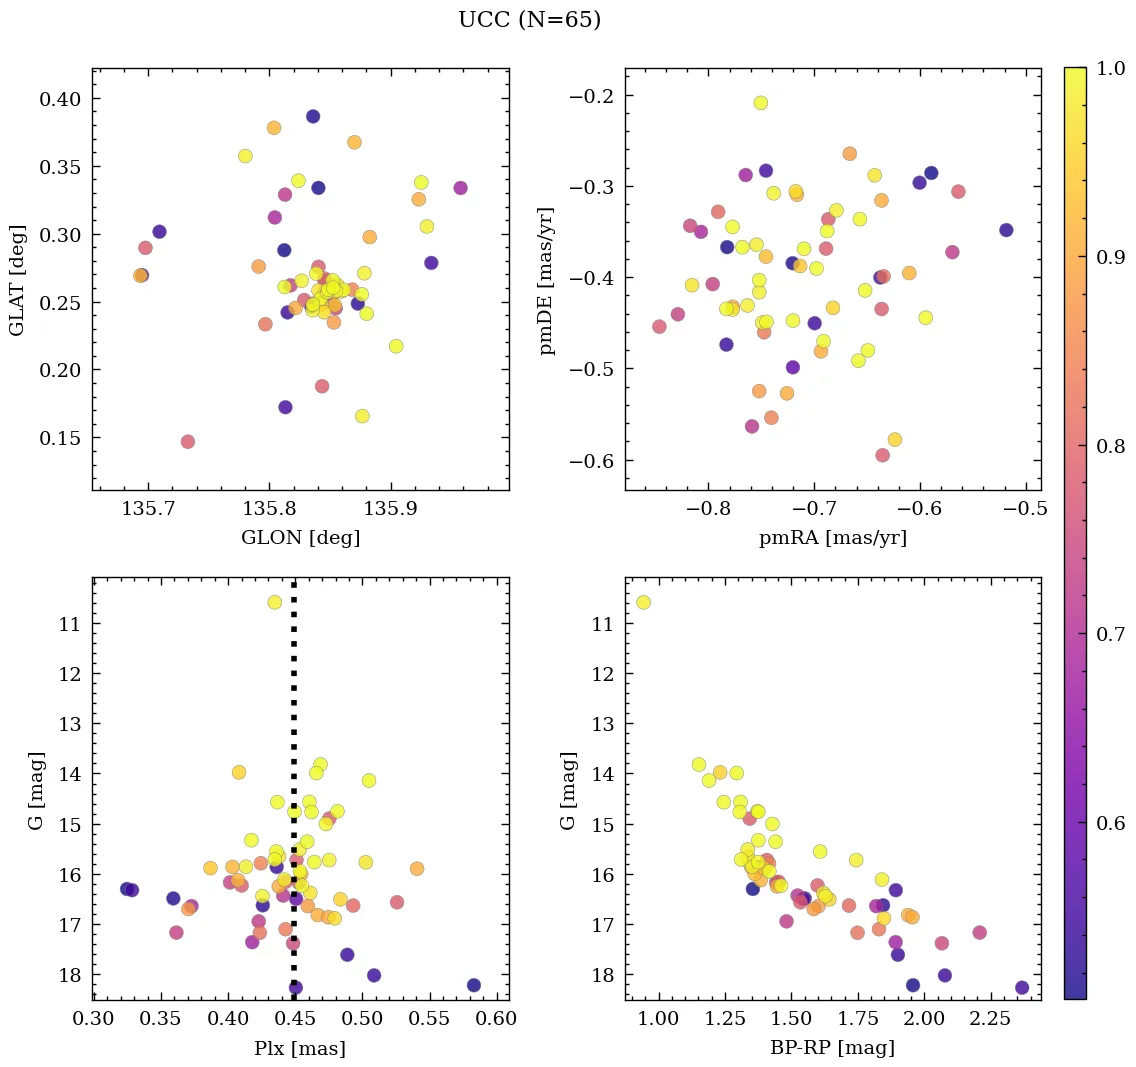 UCC (N=65)
0.40
0.35
0.30
0.25
0.20
0.15
GLAT [deg]
135.7 135.8 135.9
GLON [deg]
−0.2
−0.3
−0.4
−0.5
−0.6
pmDE [mas/yr]
−0.8 −0.7 −0.6 −0.5
pmRA [mas/yr]
1.0
0.9
0.8
0.7
0.6
11
12
13
14
15
16
17
18
G [mag]
0.30 0.35 0.40 0.45 0.50 0.55 0.60
Plx [mas]
11
12
13
14
15
16
17
18
G [mag]
1.00 1.25 1.50 1.75 2.00 2.25
BP-RP [mag]